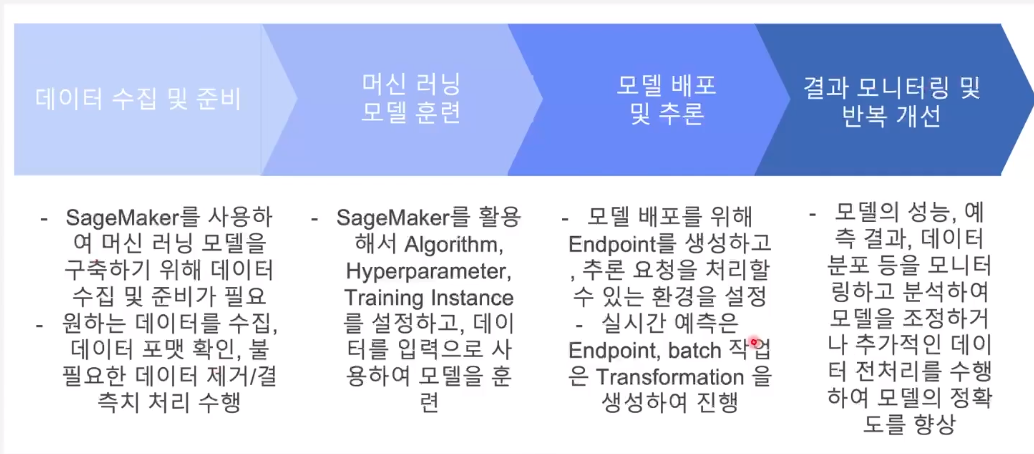 데이터 수집 및 준비
머신 러닝
모델 훈련
모델 배포
및 추론
결과 모니터링 및
반복 개선
- SageMaker를 사용하
여 머신 러닝 모델을
구축하기 위해 데이터
수집 및 준비가 필요
- 원하는 데이터를 수집,
데이터 포맷 확인, 불
필요한 데이터 제거/결
측치 처리 수행
- SageMaker를 활용
해서 Algorithm,
Hyperparameter,
Training Instance
를 설정하고, 데이
터를 입력으로 사
용하여 모델을 훈
련
- 모델 배포를 위해
Endpoint를 생성하고
, 추론 요청을 처리할
수 있는 환경을 설정
- 실시간 예측은
Endpoint, batch 작업
은 Transformation 을
생성하여 진행
- 모델의 성능, 예
측 결과, 데이터
분포 등을 모니터
링하고 분석하여
모델을 조정하거
나 추가적인 데이
터 전처리를 수행
하여 모델의 정확
도를 향상